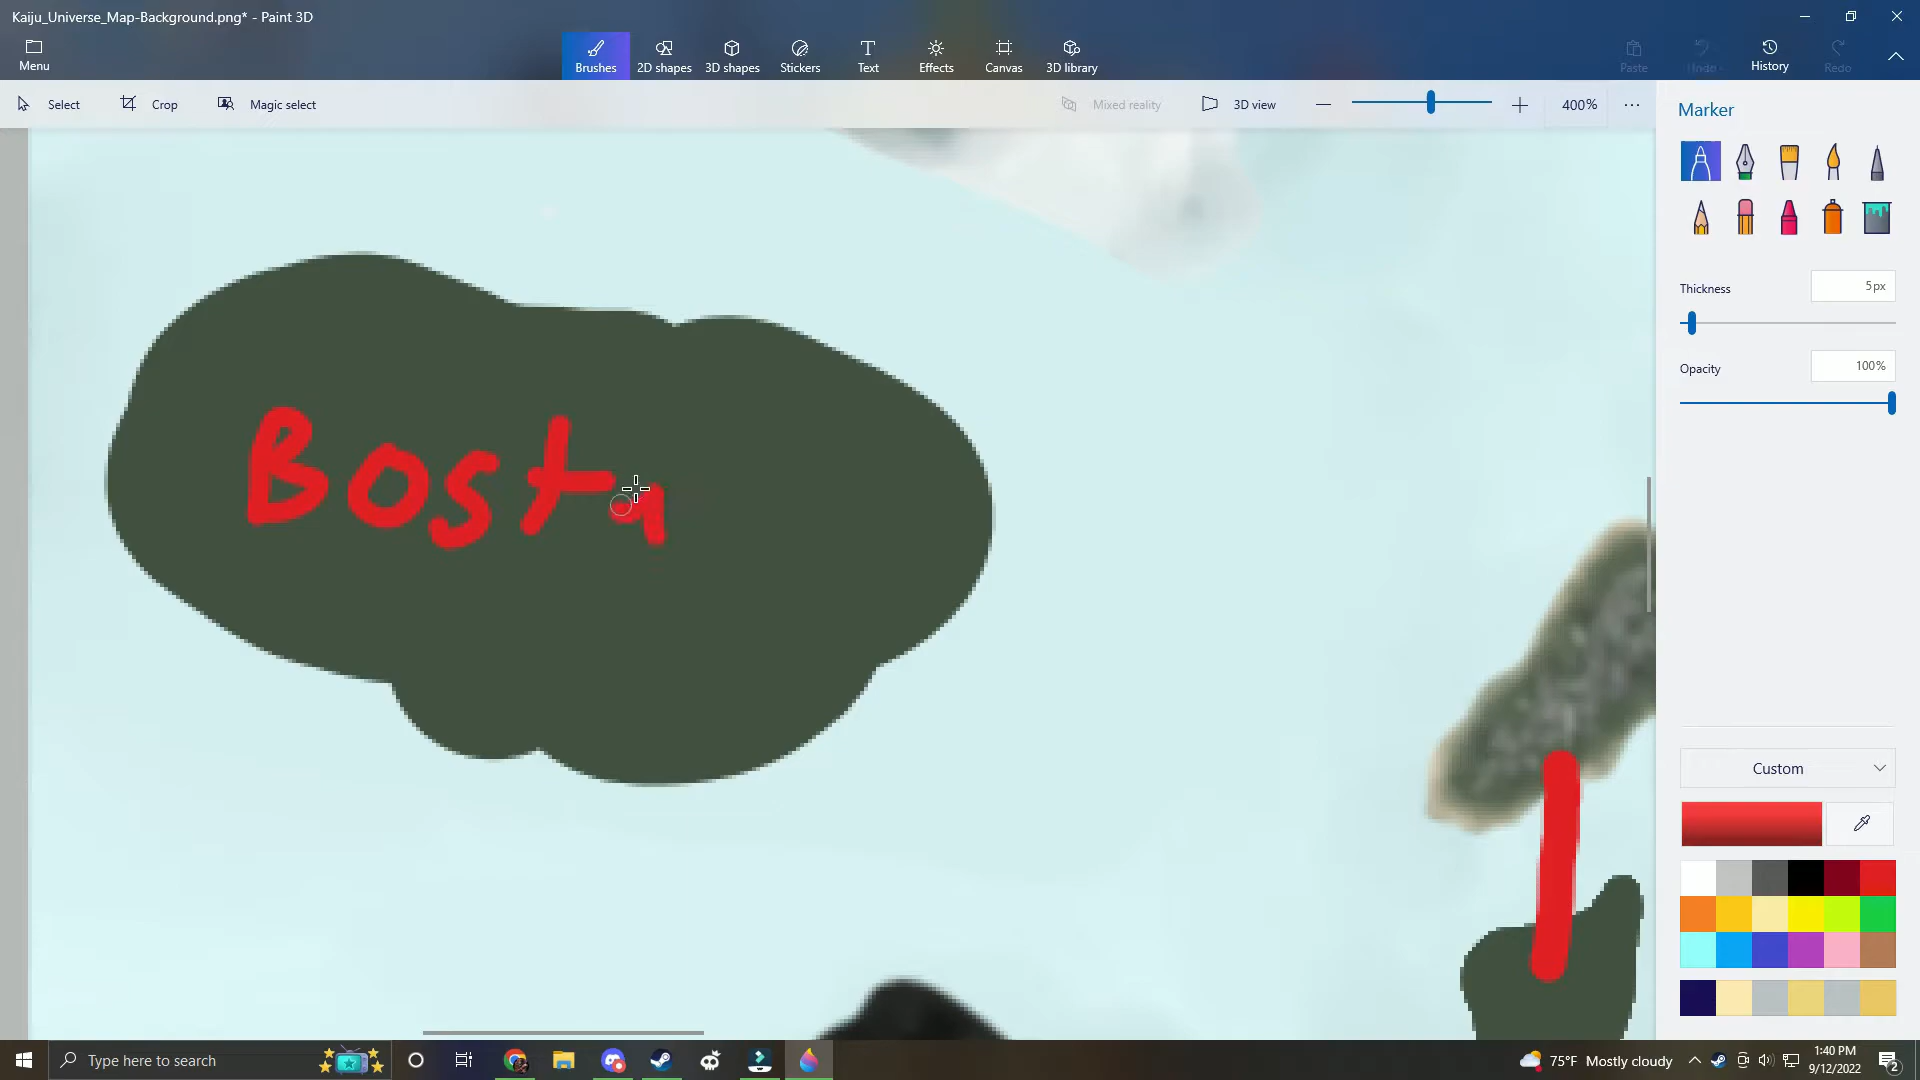 Kaiju_Universe_Map-Background.png* - Paint 3D
Menu
Brushes
2D shapes
3D shapes
Stickers
Text
Effects
Canvas
3D library
Paste
Undo
History
Redo
Select
Crop
Magic select
Mixed reality
3D view
400%
Marker
Thickness
5px
Opacity
100%
Bosta
Custom
Type here to search
75°F Mostly cloudy
1:40 PM
9/12/2022
2